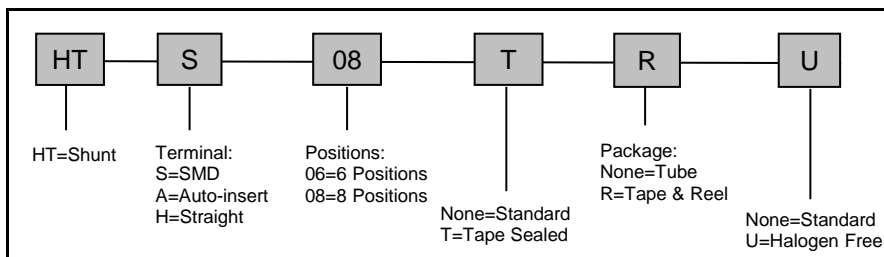 HT S 08 T R U
HT=Shunt
Terminal:
S=SMD
A=Auto-insert
H=Straight
Positions:
06=6 Positions
08=8 Positions
None=Standard
T=Tape Sealed
Package:
None=Tube
R=Tape & Reel
None=Standard
U=Halogen Free